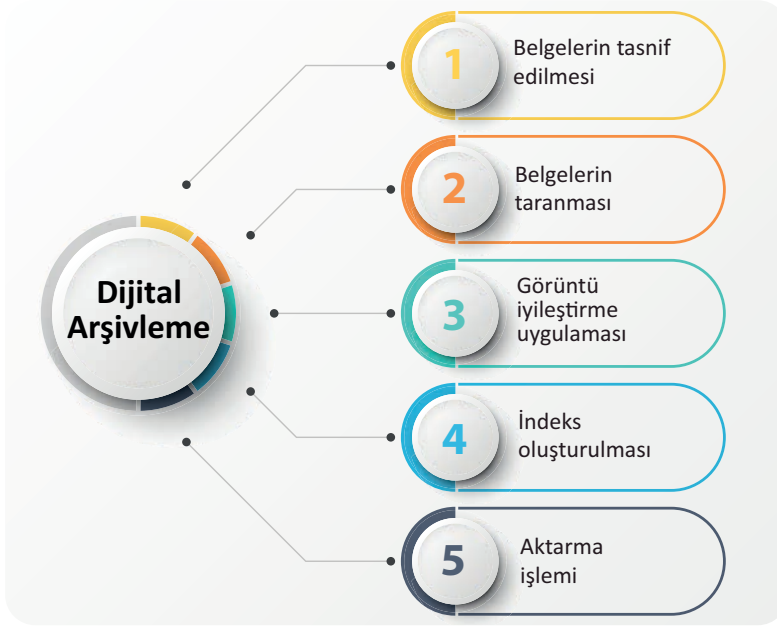 Dijital
Arşivleme
1
Belgelerin tasnif
edilmesi
2
Belgelerin
taranması
3
Görüntü
iyileştirme
uygulaması
4
İndeks
oluşturulması
5
Aktarma
işlemi